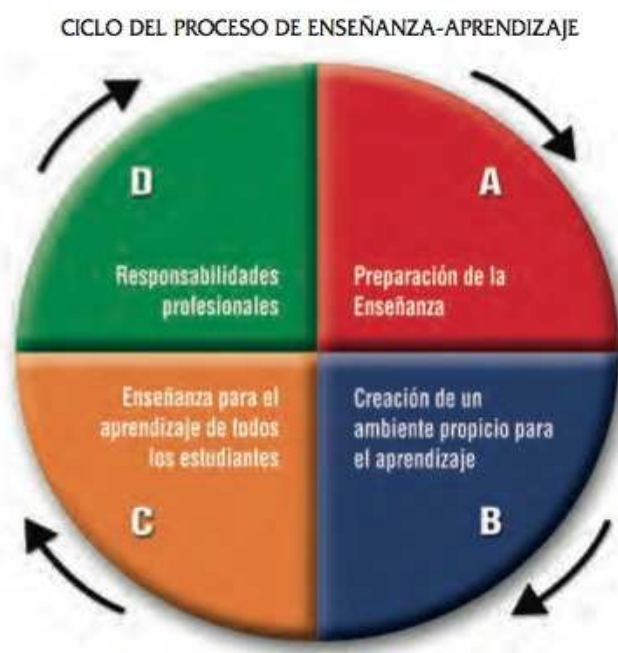 CICLO DEL PROCESO DE ENSEÑANZA-APRENDIZAJE
D
Responsabilidades
profesionales
A
Preparación de la
Enseñanza
Enseñanza para el
aprendizaje de todos
los estudiantes
C
Creación de un
ambiente propicio para
el aprendizaje
B